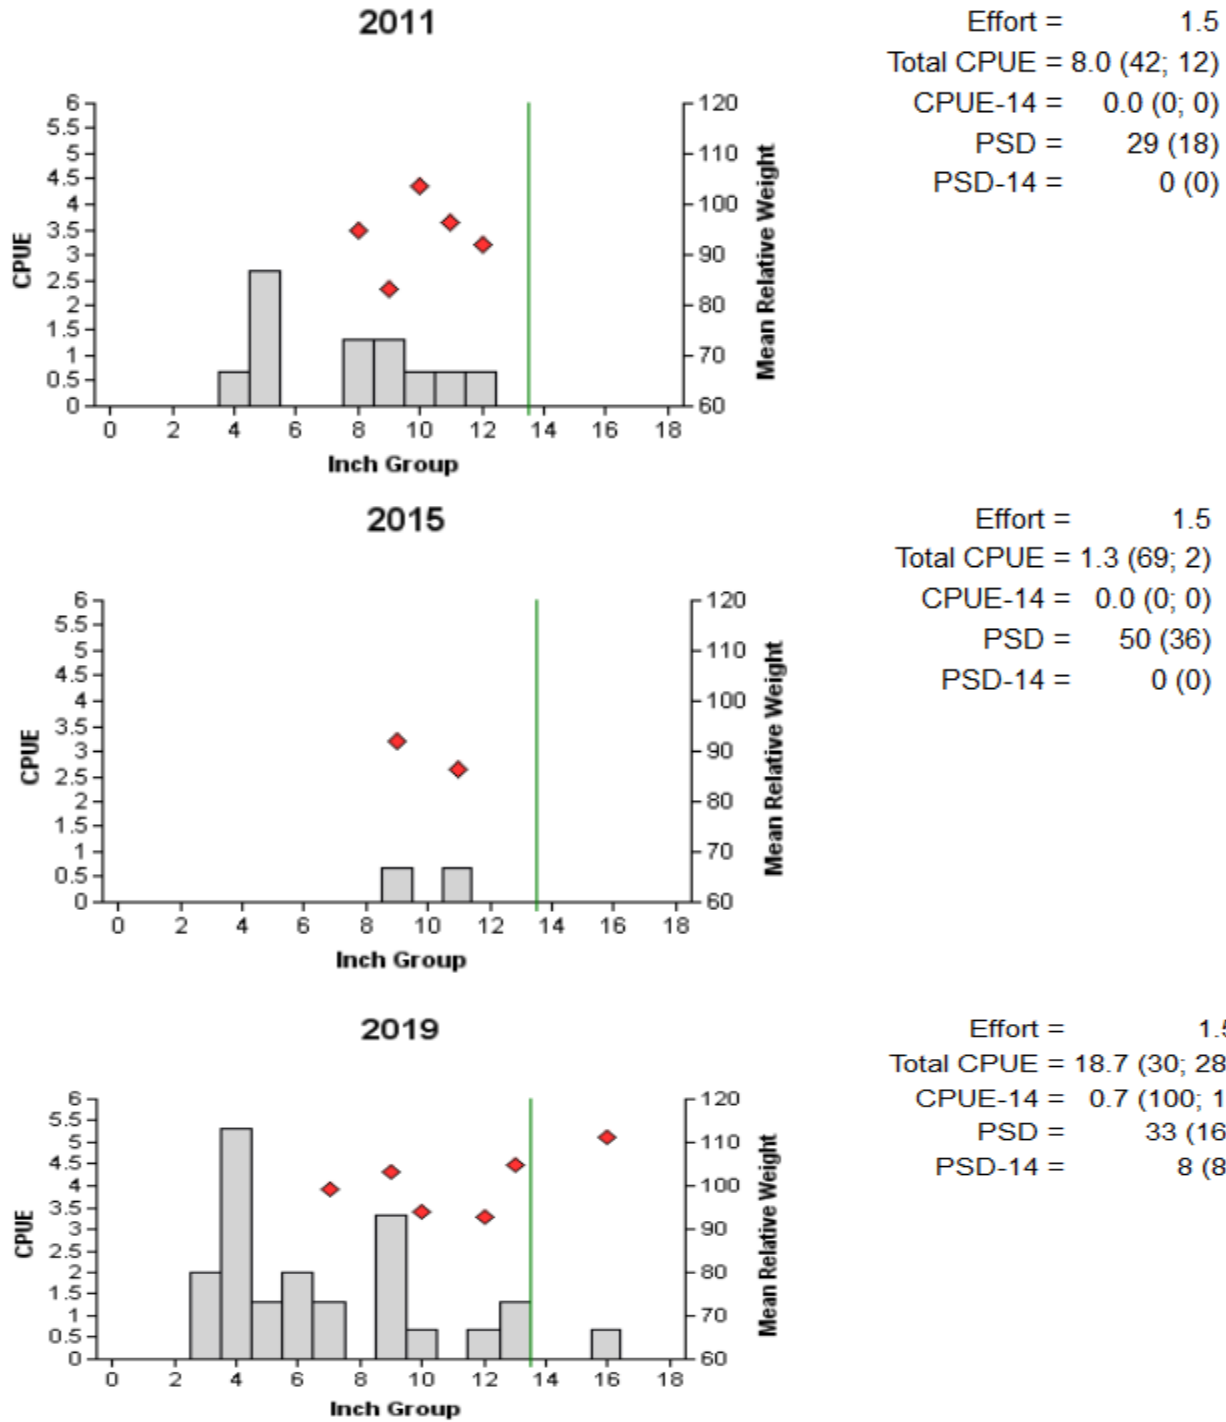 2011
Effort = 1.5
Total CPUE = 8.0 (42; 12)
CPUE-14 = 0.0 (0; 0)
PSD = 29 (18)
PSD-14 = 0 (0)
6
5.5
5
4.5
4
3.5
3
2.5
2
1.5
1
0.5
0
CPUE
120
110
100
90
80
70
60
Mean Relative Weight
0 2 4 6 8 10 12 14 16 18
Inch Group
2015
Effort = 1.5
Total CPUE = 1.3 (69; 2)
CPUE-14 = 0.0 (0; 0)
PSD = 50 (36)
PSD-14 = 0 (0)
6
5.5
5
4.5
4
3.5
3
2.5
2
1.5
1
0.5
0
CPUE
120
110
100
90
80
70
60
Mean Relative Weight
0 2 4 6 8 10 12 14 16 18
Inch Group
2019
Effort = 1.5
Total CPUE = 18.7 (30; 28
CPUE-14 = 0.7 (100; 1
PSD = 33 (16
PSD-14 = 8 (8
6
5.5
5
4.5
4
3.5
3
2.5
2
1.5
1
0.5
0
CPUE
120
110
100
90
80
70
60
Mean Relative Weight
0 2 4 6 8 10 12 14 16 18
Inch Group